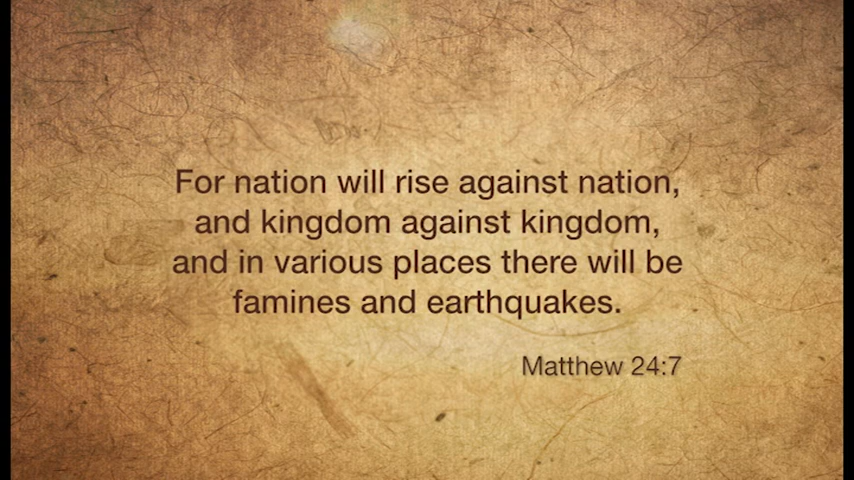 For nation will rise against nation,
and kingdom against kingdom,
and in various places there will be
famines and earthquakes.
Matthew 24:7